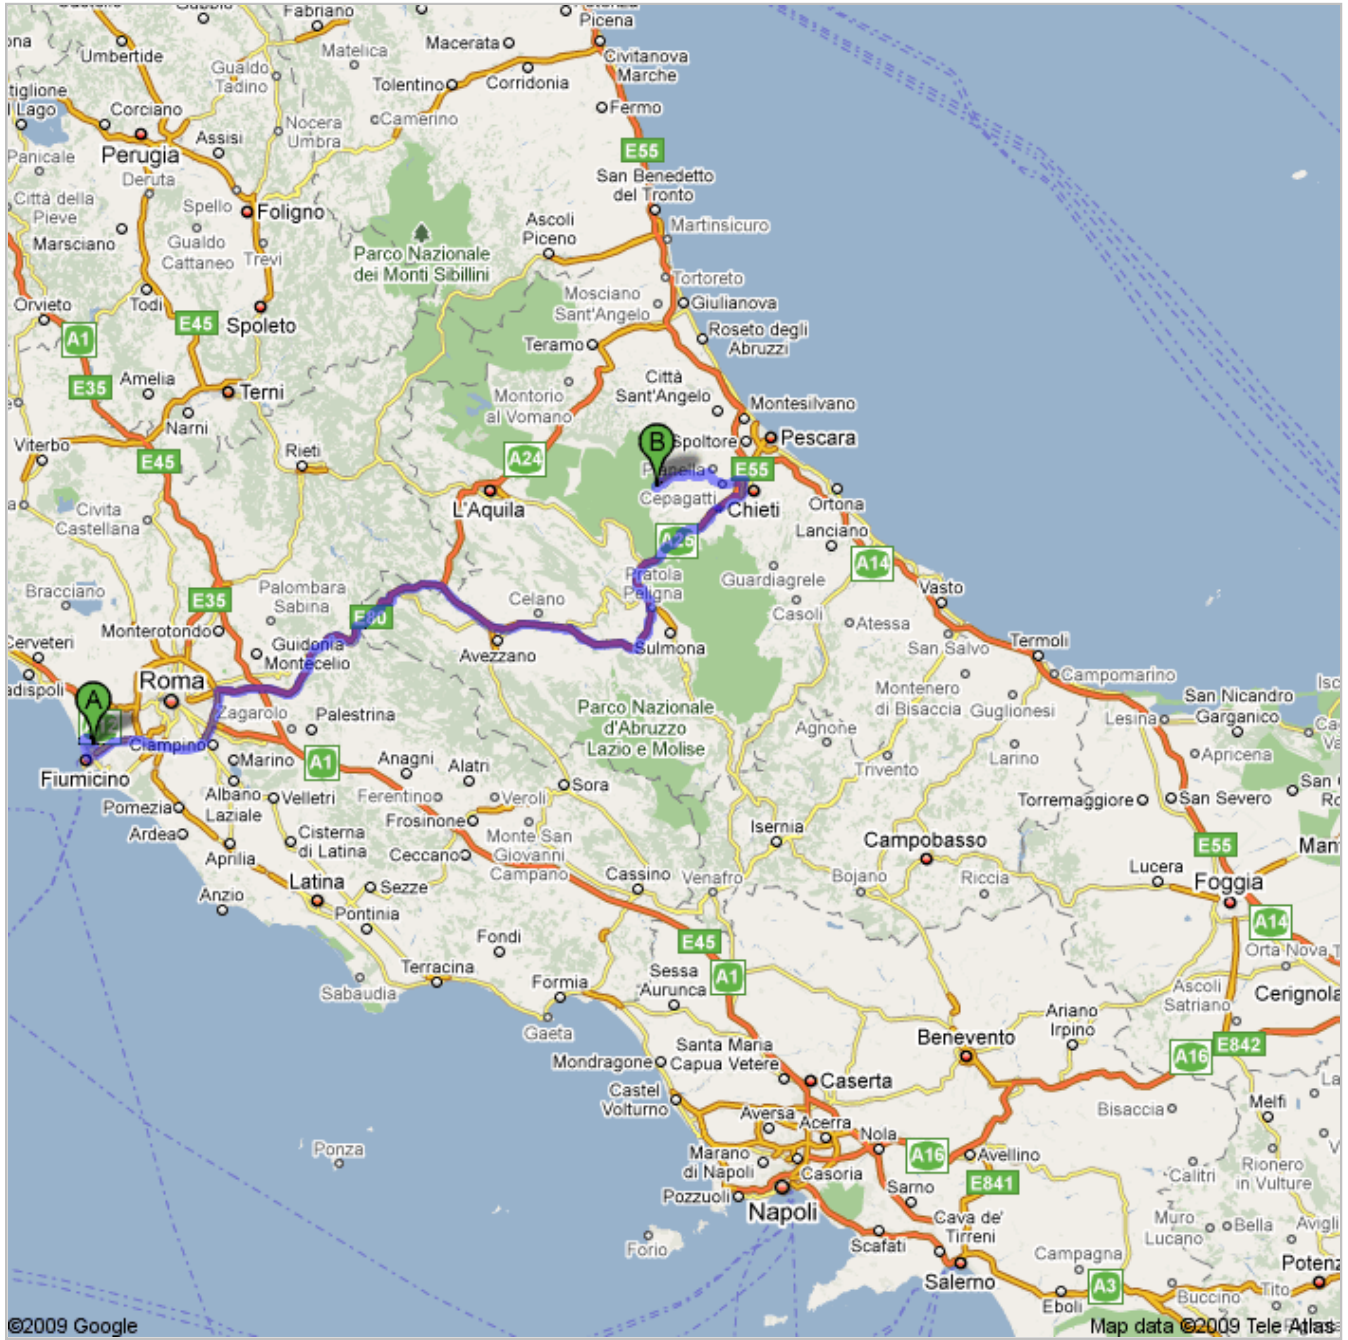 Fabriano
Picena
Umbertide
Matelica
Macerata
Civitanova
Marche
Gualdo
Tadino
Tolentino
Corridonia
tiglione
l Lago
Corciano
Fermo
Assisi
Nocera
Umbra
Camerino
Perugia
Panicale
Deruta
E55
San Benedetto
del Tronto
Città della
Pieve
Spello
Foligno
Marsciano
Gualdo
Cattaneo
Trevi
Ascoli
Piceno
Martinsicuro
Parco Nazionale
dei Monti Sibillini
Tortoreto
Orvieto
Todi
Mosciano
Sant'Angelo
Giulianova
A1
E45
Spoleto
Roseto degli
Abruzzi
Teramo
E35
Amelia
Terni
Città
Sant'Angelo
Montorio
al Vomano
Montesilvano
Narni
Viterbo
Rieti
B
Spoltore
Pescara
E45
A24
Pianella
E55
Cepagatti
L'Aquila
Chieti
Ortona
Civita
Castellana
Lanciano
A25
A14
Bracciano
E35
Palombara
Sabina
Pratola
Peligna
Guardiagrele
Vasto
E80
Celano
Casoli
Cerveteri
Monterotondo
Guidonia
Montecelio
Atessa
San Salvo
Termoli
Avezzano
Sulmona
adispoli
Roma
Campomarino
A
Montenero
di Bisaccia
Guglionesi
San Nicandro
Garganico
Zagarolo
Palestrina
Parco Nazionale
d'Abruzzo
Lazio e Molise
Agnone
Lesina
Ciampino
Marino
A1
Larino
Apricena
Fiumicino
Anagni
Alatri
Trivento
Albano
Laziale
Velletri
Ferentino
Veroli
Sora
Torremaggiore
San Severo
Pomezia
Ardea
Cisterna
di Latina
Frosinone
Monte San
Giovanni
Campano
Isernia
Campobasso
E55
Aprilia
Ceccano
Lucera
Latina
Sezze
Cassino
Venafro
Bojano
Riccia
Foggia
Anzio
Pontinia
A14
Fondi
E45
Orta Nova
Terracina
Sabaudia
Formia
Sessa
Aurunca
A1
Ascoli
Satriano
Cerignola
Gaeta
Ariano
Irpino
Benevento
E842
A16
Mondragone
Santa Maria
Capua Vetere
Caserta
Castel
Volturno
Bisaccia
Melfi
Aversa
Acerra
Nola
Ponza
Marano
di Napoli
Casoria
A16
Avellino
Calitri
Rionero
in Vulture
Pozzuoli
Napoli
Sarno
E841
Forio
Scafati
Cava de'
Tirreni
Muro
Lucano
Bella
Avigli
Campagna
Salerno
Eboli
A3
Buccino
Tito
Potenz
©2009 Google
Map data ©2009 Tele Atlas